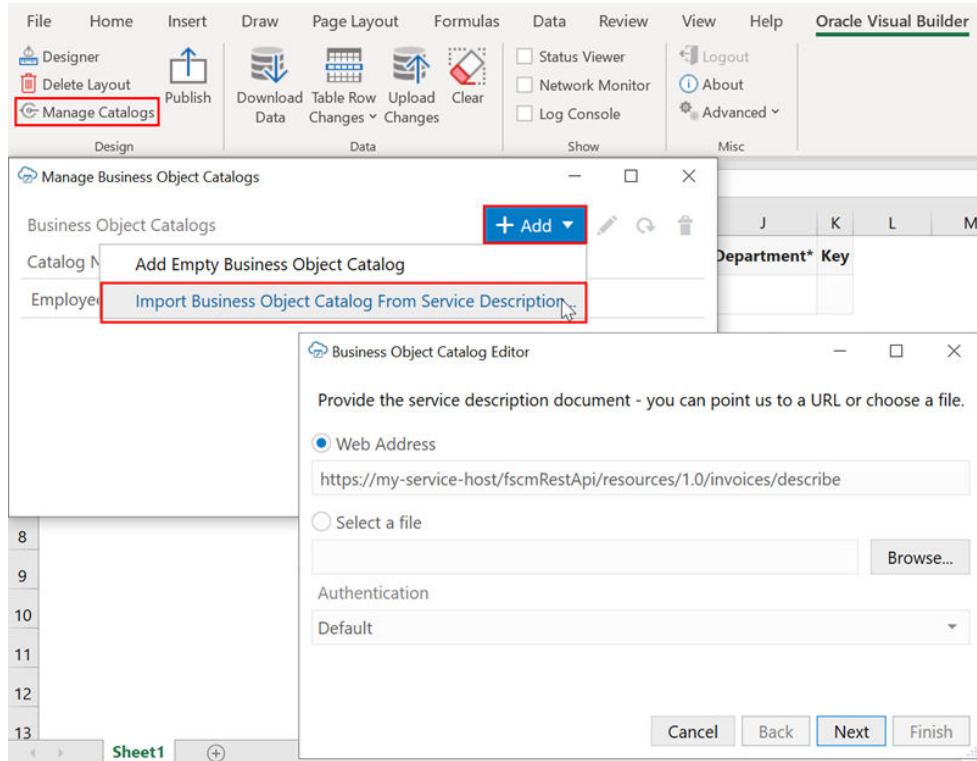 File Home Insert Draw Page Layout Formulas Data Review View Help Oracle Visual Builder
Designer
Delete Layout
Manage Catalogs
Publish
Design
Download Data
Table Row Changes
Upload Changes
Clear
Data
Status Viewer
Network Monitor
Log Console
Show
Logout
About
Advanced
Misc
Manage Business Object Catalogs
Business Object Catalogs
+ Add
Catalog N
Add Empty Business Object Catalog
Employee
Import Business Object Catalog From Service Description...
J K L M
Department* Key
Business Object Catalog Editor
Provide the service description document - you can point us to a URL or choose a file.
Web Address
https://my-service-host/fscmRestApi/resources/1.0/invoices/describe
Select a file
Browse...
Authentication
Default
Cancel Back Next Finish
8
9
10
11
12
13
Sheet1